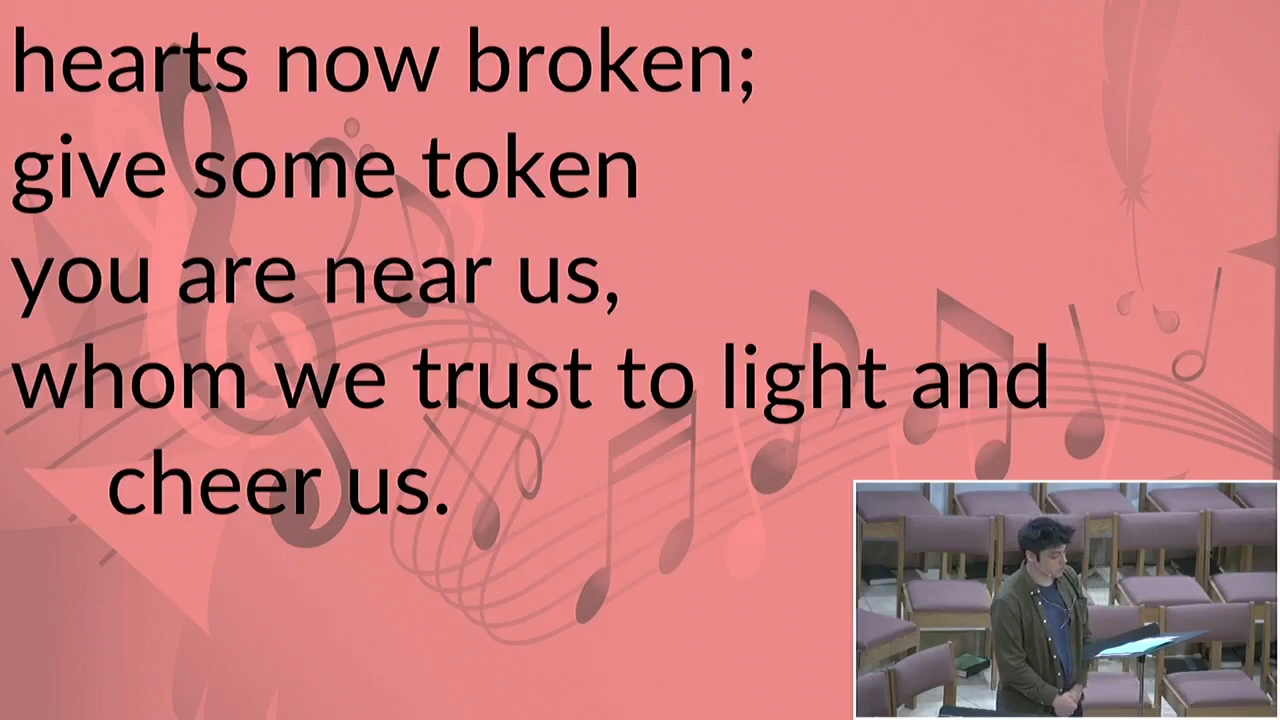 hearts now broken;
give some token
you are near us,
whom we trust to light and
cheer us.